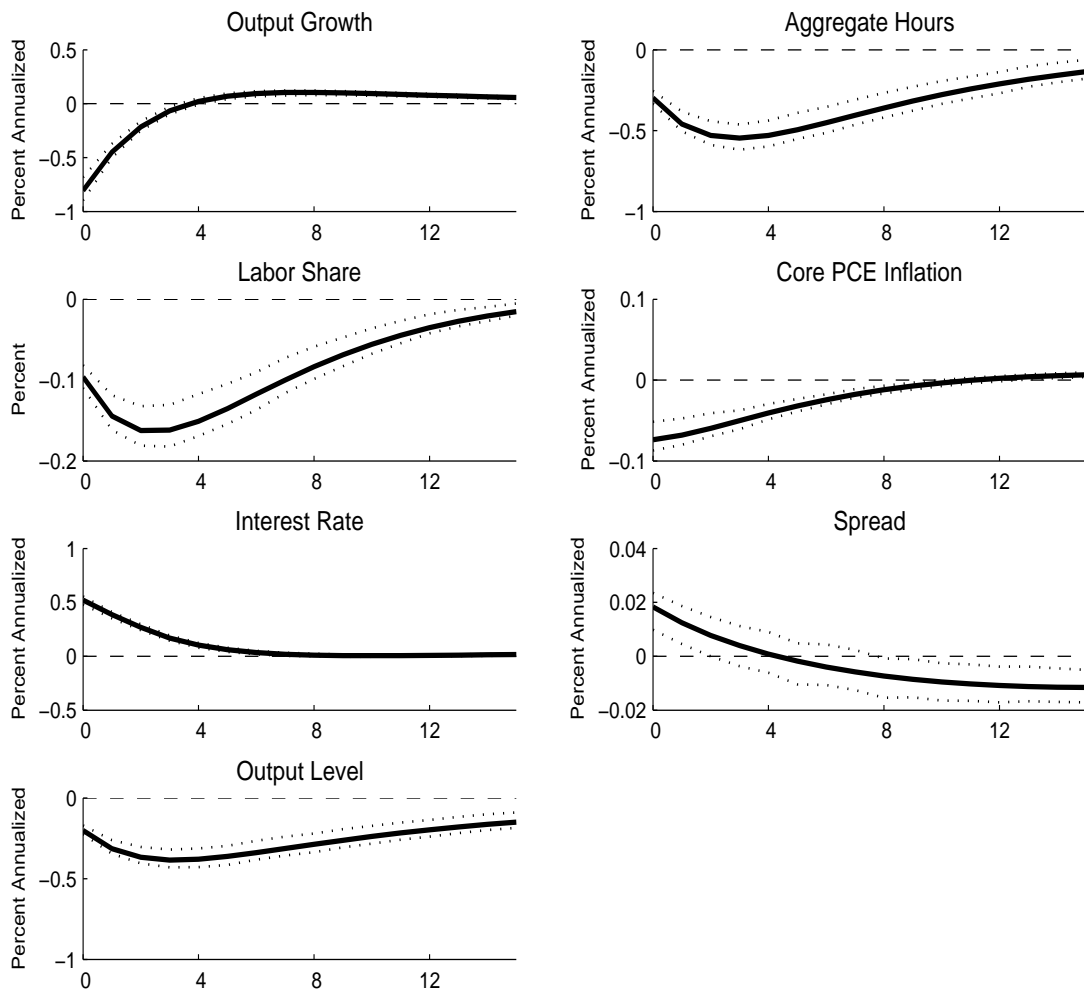 Output Growth
Percent Annualized
0.5
0
−0.5
−1
0 4 8 12
Aggregate Hours
Percent Annualized
0
−0.5
−1
0 4 8 12
Labor Share
Percent
0
−0.1
−0.2
0 4 8 12
Core PCE Inflation
Percent Annualized
0.1
0
−0.1
0 4 8 12
Interest Rate
Percent Annualized
1
0.5
0
−0.5
0 4 8 12
Spread
Percent Annualized
0.04
0.02
0
−0.02
0 4 8 12
Output Level
Percent Annualized
0
−0.5
−1
0 4 8 12